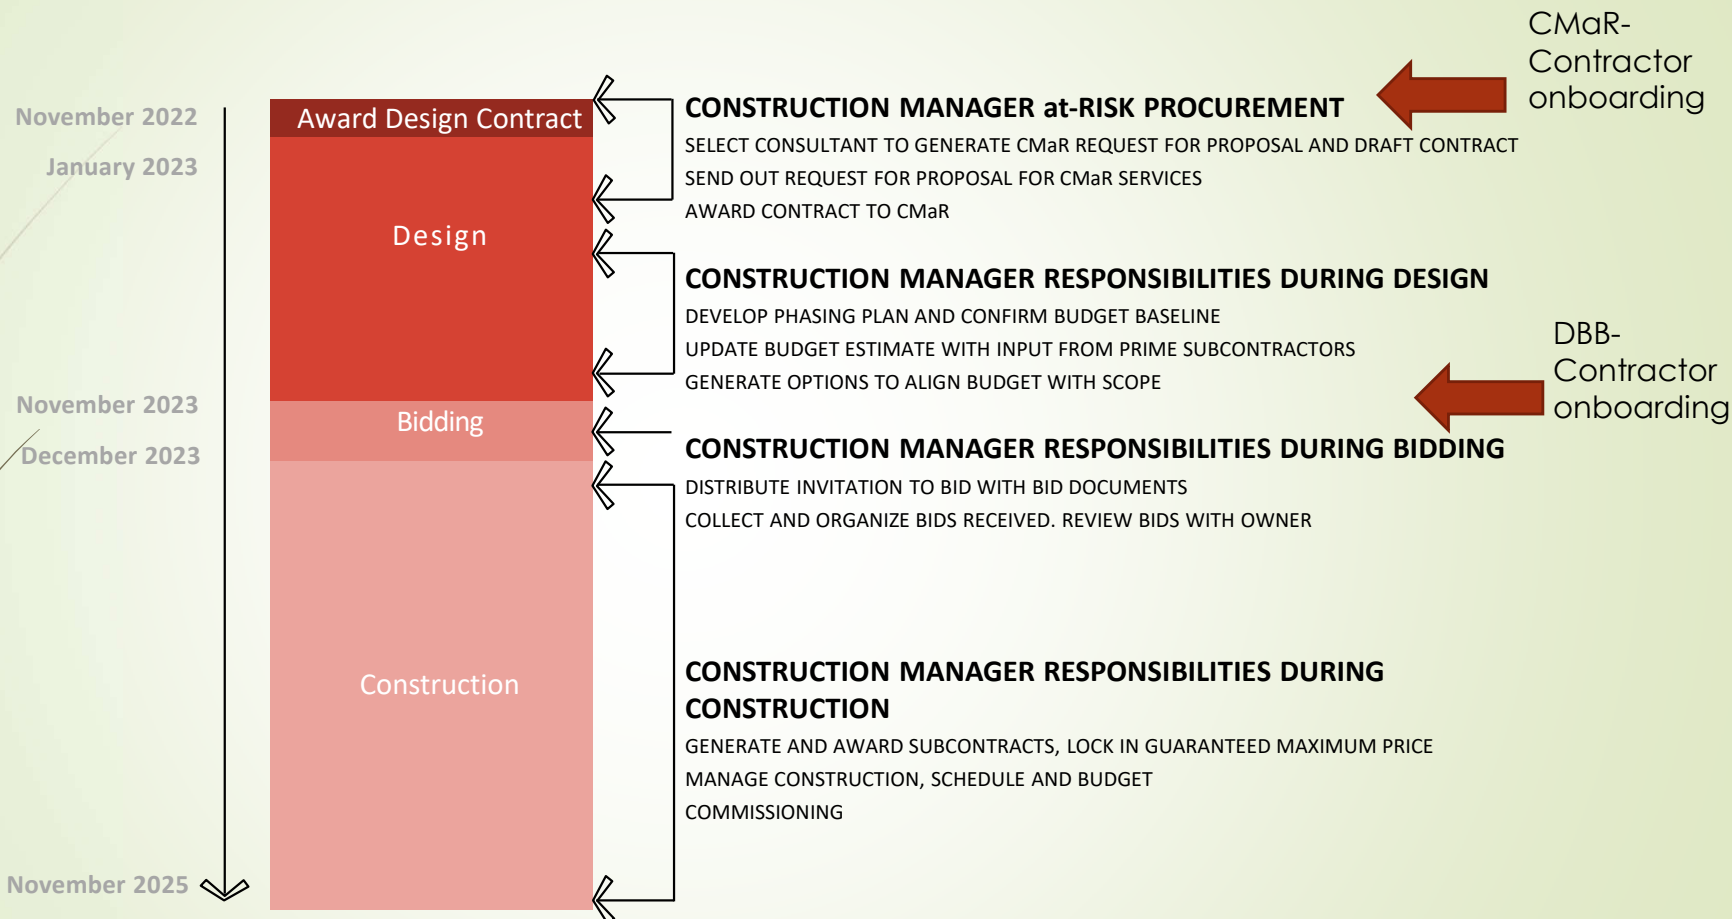 November 2022
January 2023
November 2023
December 2023
November 2025
Award Design Contract
Design
Bidding
Construction
CONSTRUCTION MANAGER at-RISK PROCUREMENT
SELECT CONSULTANT TO GENERATE CMaR REQUEST FOR PROPOSAL AND DRAFT CONTRACT
SEND OUT REQUEST FOR PROPOSAL FOR CMaR SERVICES
AWARD CONTRACT TO CMaR
CONSTRUCTION MANAGER RESPONSIBILITIES DURING DESIGN
DEVELOP PHASING PLAN AND CONFIRM BUDGET BASELINE
UPDATE BUDGET ESTIMATE WITH INPUT FROM PRIME SUBCONTRACTORS
GENERATE OPTIONS TO ALIGN BUDGET WITH SCOPE
CONSTRUCTION MANAGER RESPONSIBILITIES DURING BIDDING
DISTRIBUTE INVITATION TO BID WITH BID DOCUMENTS
COLLECT AND ORGANIZE BIDS RECEIVED. REVIEW BIDS WITH OWNER
CONSTRUCTION MANAGER RESPONSIBILITIES DURING
CONSTRUCTION
GENERATE AND AWARD SUBCONTRACTS, LOCK IN GUARANTEED MAXIMUM PRICE
MANAGE CONSTRUCTION, SCHEDULE AND BUDGET
COMMISSIONING
CMaR-
Contractor
onboarding
DBB-
Contractor
onboarding